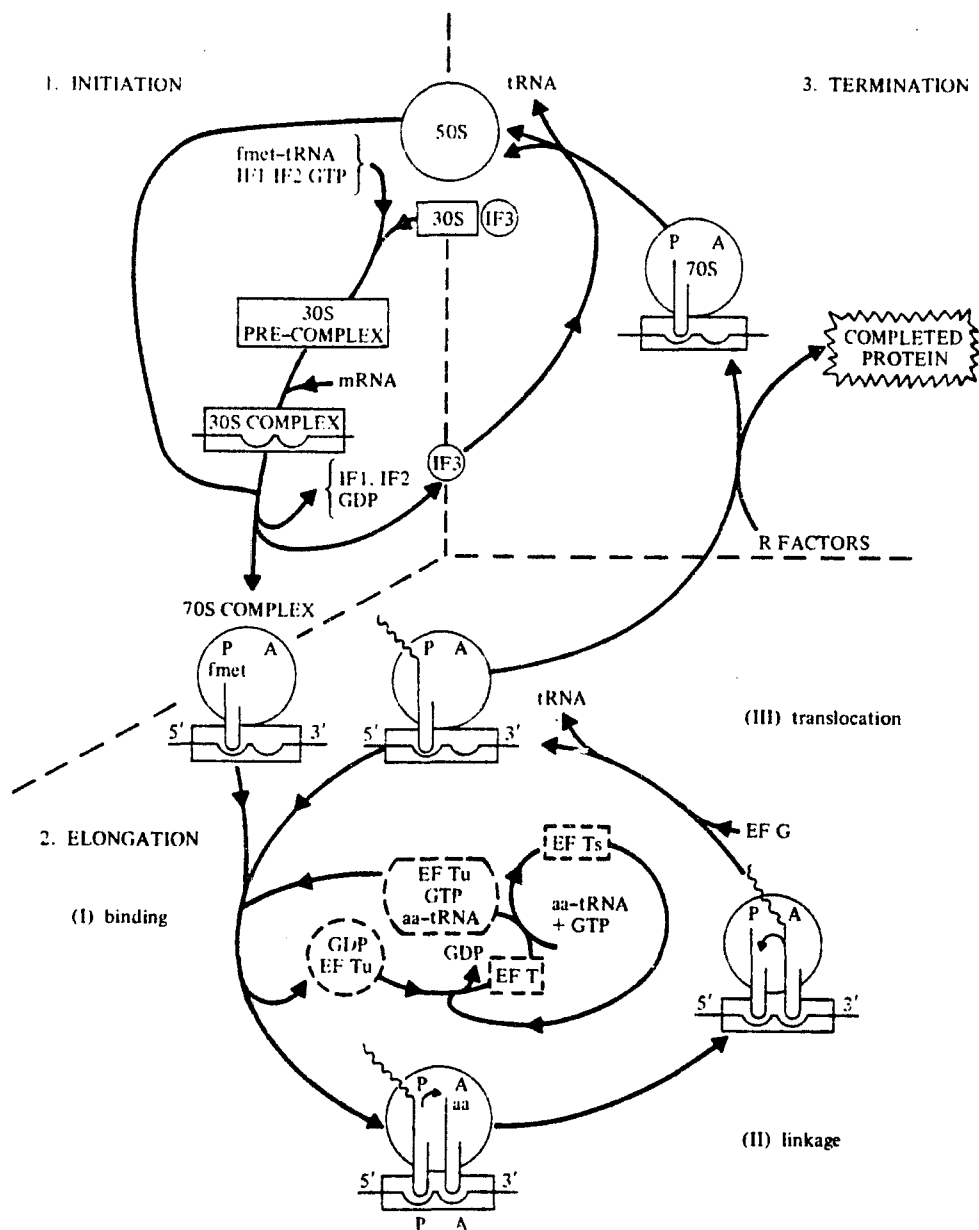 1. INITIATION
tRNA
3. TERMINATION
50S
fmet-tRNA
IF1 IF2 GTP
30S
IF3
P A
70S
30S
PRE-COMPLEX
COMPLETED
PROTEIN
mRNA
30S COMPLEX
IF3
IF1, IF2
GDP
R FACTORS
70S COMPLEX
P A
fmet
5' 3'
P A
5' 3'
tRNA
(III) translocation
EF G
2. ELONGATION
EF Ts
EF Tu
GTP
aa-tRNA
aa-tRNA
+ GTP
(I) binding
GDP
EF Tu
GDP
EF T
P A
5' 3'
P A
aa
5' 3'
P A
(II) linkage